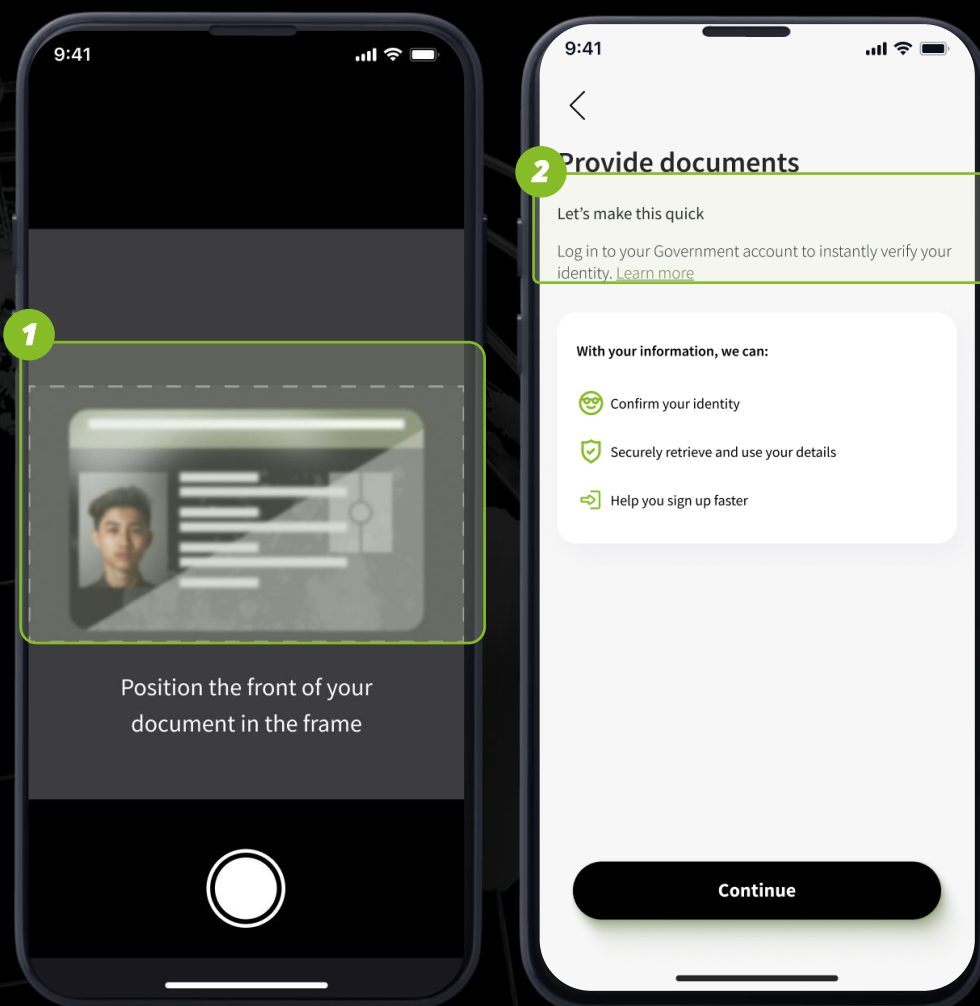 9:41
1
Position the front of your
document in the frame
9:41
Provide documents
2
Let’s make this quick
Log in to your Government account to instantly verify your
identity. Learn more
With your information, we can:
Confirm your identity
Securely retrieve and use your details
Help you sign up faster
Continue